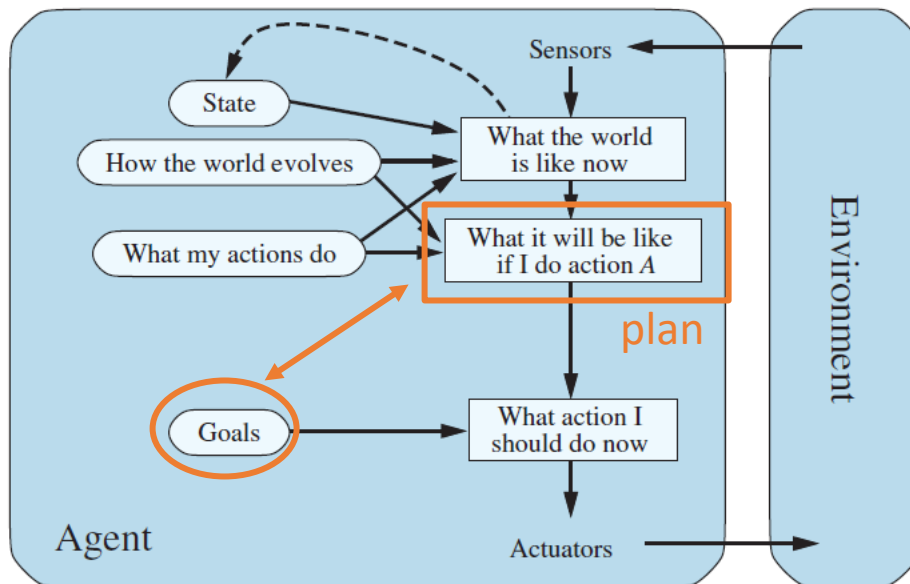 Sensors
State
What the world
is like now
How the world evolves
What it will be like
if I do action A
What my actions do
plan
Goals
What action I
should do now
Agent
Actuators
Environment